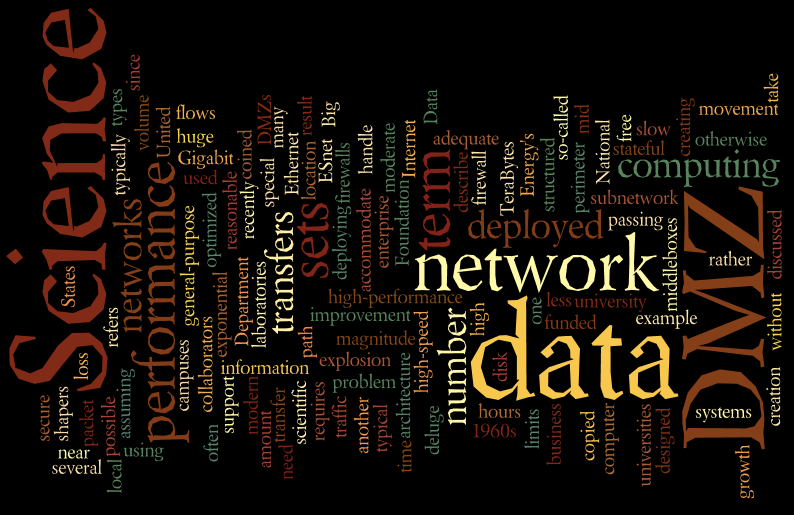 Science
since
types
typically
volume
United
flows
huge
Gigabit
used
reasonable
coined
recently
DMZs
special
many
Ethernet
result
location
ESnet
Big
firewalls
deploying
handle
accommodate
enterprise
moderate
Foundation
Internet
Data
adequate
term
describe
firewall
TeraBytes
Energy's
structured
so-called
perimeter
mid
National
free
slow
stateful
creating
movement
otherwise
take
computing
subnetwork
passing
deployed
middleboxes
DMZ
rather
discussed
without
network
networks
performance
general-purpose
optimized
exponential
Department
laboratories
transfers
sets
high-performance
improvement
path
magnitude
explosion
information
problem
high-speed
architecture
number
high
data
disk
one
less
university
funded
example
States
refers
loss
campuses
collaborators
secure
shapers
packet
possible
assuming
near
several
local
using
often
support
modern
amount
transfer
need
scientific
requires
traffic
another
typical
time
deluge
hours
1960s
limits
business
copied
computer
universities
designed
systems
creation
growth